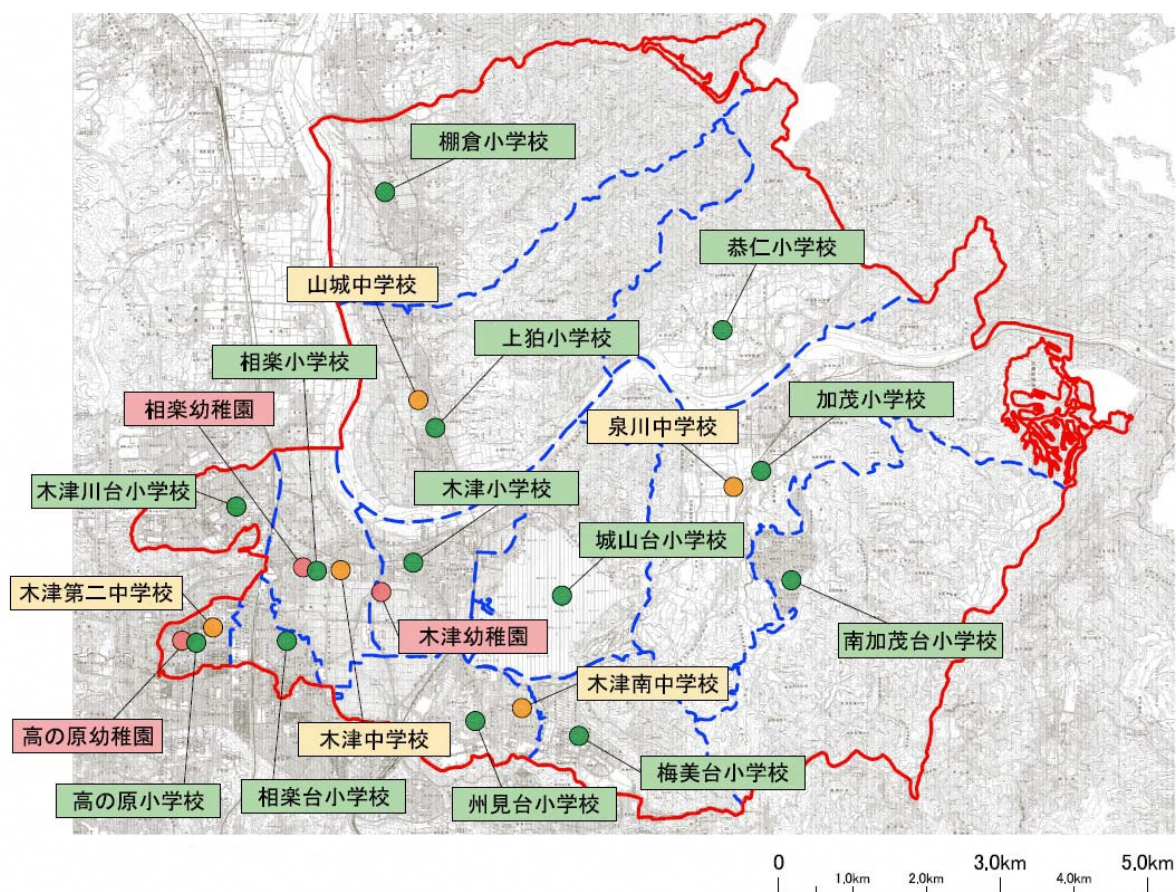 棚倉小学校
恭仁小学校
山城中学校
上狛小学校
相楽小学校
加茂小学校
相楽幼稚園
泉川中学校
木津川台小学校
木津小学校
城山台小学校
木津第二中学校
木津幼稚園
南加茂台小学校
木津南中学校
高の原幼稚園
木津中学校
梅美台小学校
高の原小学校
相楽台小学校
州見台小学校
0 3.0km 5.0km
1.0km 2.0km 4.0km